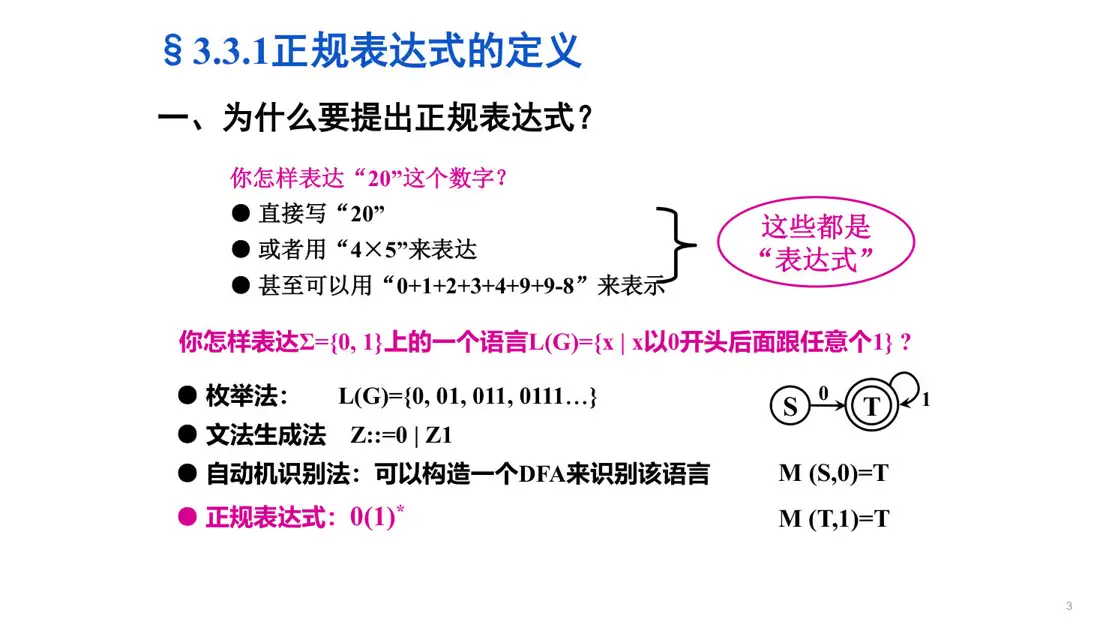 §3.3.1正规表达式的定义
一、为什么要提出正规表达式?
你怎样表达“20”这个数字?
● 直接写“20”
● 或者用“4×5”来表达
● 甚至可以用“0+1+2+3+4+9+9-8”来表示
这些都是
“表达式”
你怎样表达Σ={0, 1}上的一个语言L(G)={x | x以0开头后面跟任意个1} ?
● 枚举法: L(G)={0, 01, 011, 0111…}
● 文法生成法 Z::=0 | Z1
● 自动机识别法:可以构造一个DFA来识别该语言
● 正规表达式:0(1)*
S 0 T 1
M (S,0)=T
M (T,1)=T
3